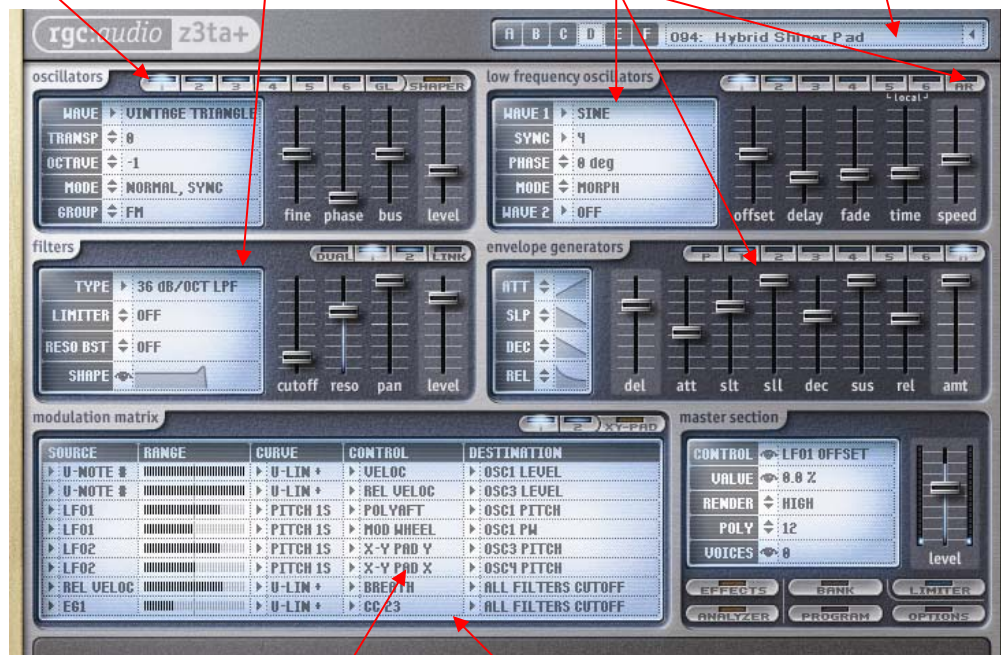 rgc:audio z3ta+
A B C D E F 094: Hybrid Shiner Pad
oscillators
1 2 3 4 5 6 GL SHAPER
WAVE VINTAGE TRIANGLE
TRANSP 0
OCTAVE -1
MODE NORMAL, SYNC
GROUP FM
fine phase bus level
low frequency oscillators
1 2 3 4 5 6 AR
local
WAVE 1 SINE
SYNC 4
PHASE 0 deg
MODE MORPH
WAVE 2 OFF
offset delay fade time speed
filters
DUAL 1 2 LINK
TYPE 36 dB/OCT LPF
LIMITER OFF
RESO BST OFF
SHAPE
cutoff reso pan level
envelope generators
P 1 2 3 4 5 6 A
ATT
SLP
DEC
REL
del att slt sll dec sus rel amt
modulation matrix
1 2 XY-PAD
SOURCE RANGE CURVE CONTROL DESTINATION
U-NOTE # U-LIN + VELOC OSC1 LEVEL
U-NOTE # U-LIN + REL VELOC OSC3 LEVEL
LFO1 PITCH 1S POLYAFT OSC1 PITCH
LFO1 PITCH 1S MOD WHEEL OSC1 PW
LFO2 PITCH 1S X-Y PAD Y OSC3 PITCH
LFO2 PITCH 1S X-Y PAD X OSC4 PITCH
REL VELOC U-LIN + BREATH ALL FILTERS CUTOFF
EG1 U-LIN + CC 23 ALL FILTERS CUTOFF
master section
CONTROL LFO1 OFFSET
VALUE 0.0 %
RENDER HIGH
POLY 12
VOICES 0
level
EFFECTS BANK LIMITER
ANALYZER PROGRAM OPTIONS